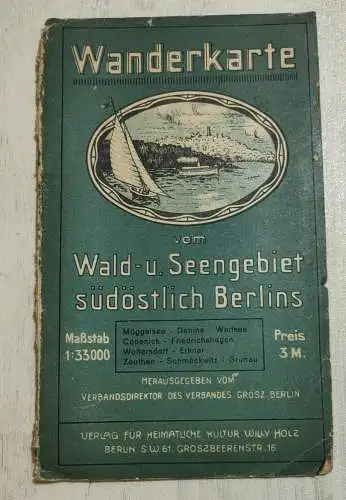 Wanderkarte
vom
Wald- u. Seengebiet
südöstlich Berlins
Maßstab
1:33000
Müggelsee - Dahme Werlsee
Cöpenick - Friedrichshagen
Woltersdorf - Erkner
Zeuthen - Schmöckwitz - Grünau
Preis
3 M.
HERAUSGEGEBEN VOM
VERBANDSDIREKTOR DES VERBANDES GROSZ BERLIN
VERLAG FÜR HEIMATLICHE KULTUR WILLY HOLZ
BERLIN S.W.61. GROSZBEERENSTR.16